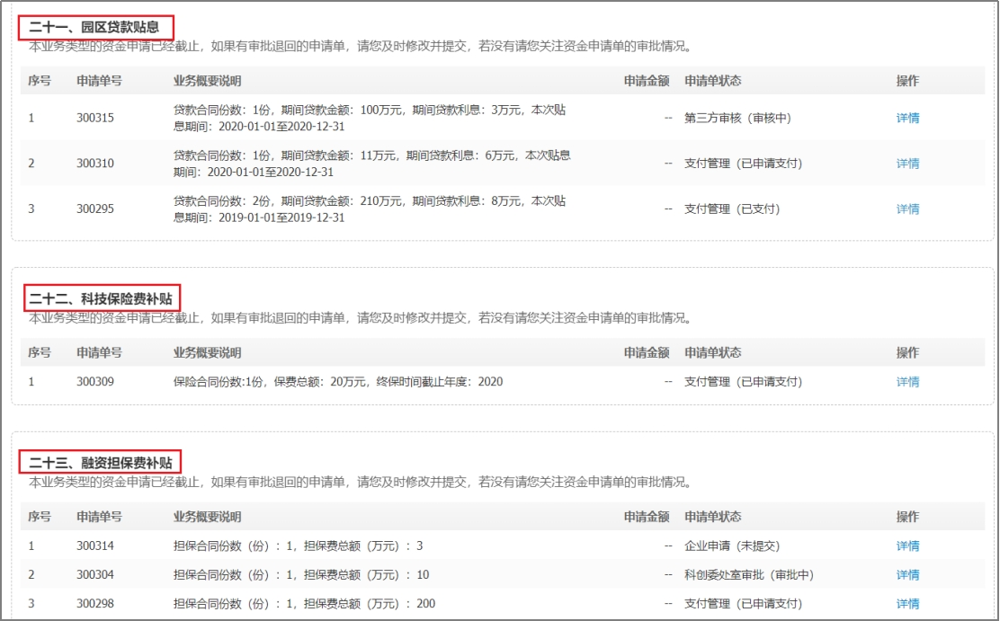 二十一、园区贷款贴息
本业务类型的资金申请已经截止，如果有审批退回的申请单，请您及时修改并提交，若没有请您关注资金申请单的审批情况。
序号 申请单号 业务概要说明 申请金额 申请单状态 操作
1 300315 贷款合同份数：1份，期间贷款金额：100万元，期间贷款利息：3万元，本次贴 -- 第三方审核（审核中） 详情
息期间：2020-01-01至2020-12-31
2 300310 贷款合同份数：1份，期间贷款金额：11万元，期间贷款利息：6万元，本次贴息 -- 支付管理（已申请支付） 详情
期间：2020-01-01至2020-12-31
3 300295 贷款合同份数：2份，期间贷款金额：210万元，期间贷款利息：8万元，本次贴 -- 支付管理（已支付） 详情
息期间：2019-01-01至2019-12-31
二十二、科技保险费补贴
本业务类型的资金申请已经截止，如果有审批退回的申请单，请您及时修改并提交，若没有请您关注资金申请单的审批情况。
序号 申请单号 业务概要说明 申请金额 申请单状态 操作
1 300309 保险合同份数:1份，保费总额：20万元，终保时间截止年度：2020 -- 支付管理（已申请支付） 详情
二十三、融资担保费补贴
本业务类型的资金申请已经截止，如果有审批退回的申请单，请您及时修改并提交，若没有请您关注资金申请单的审批情况。
序号 申请单号 业务概要说明 申请金额 申请单状态 操作
1 300314 担保合同份数（份）：1，担保费总额（万元）：3 -- 企业申请（未提交） 详情
2 300304 担保合同份数（份）：1，担保费总额（万元）：10 -- 科创委处室审批（审批中） 详情
3 300298 担保合同份数（份）：1，担保费总额（万元）：200 -- 支付管理（已申请支付） 详情